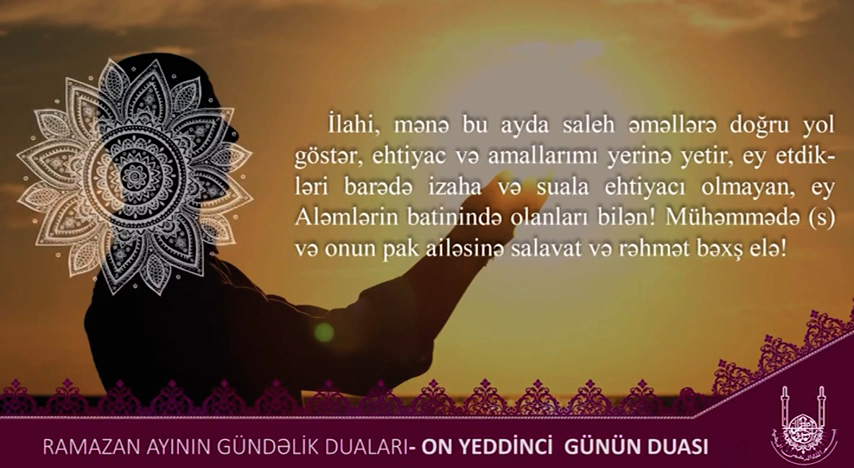 İlahi, mənə bu ayda saleh əməllərə doğru yol
göstər, ehtiyac və amallarımı yerinə yetir, ey etdik-
ləri barədə izaha və suala ehtiyacı olmayan, ey
Aləmlərin batinində olanları bilən! Mühəmmədə (s)
və onun pak ailəsinə salavat və rəhmət bəxş elə!
RAMAZAN AYININ GÜNDƏLİK DUALARI- ON YEDDİNCİ GÜNÜN DUASI